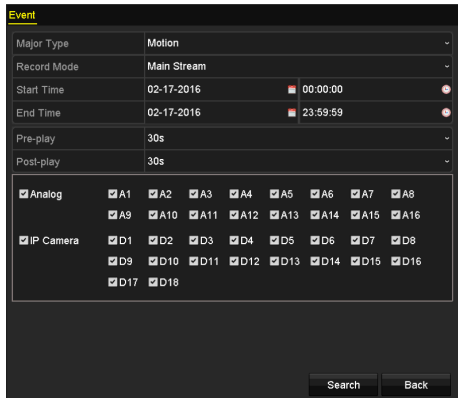 Event
Major Type Motion
Record Mode Main Stream
Start Time 02-17-2016 00:00:00
End Time 02-17-2016 23:59:59
Pre-play 30s
Post-play 30s
Analog A1 A2 A3 A4 A5 A6 A7 A8
A9 A10 A11 A12 A13 A14 A15 A16
IP Camera D1 D2 D3 D4 D5 D6 D7 D8
D9 D10 D11 D12 D13 D14 D15 D16
D17 D18
Search Back